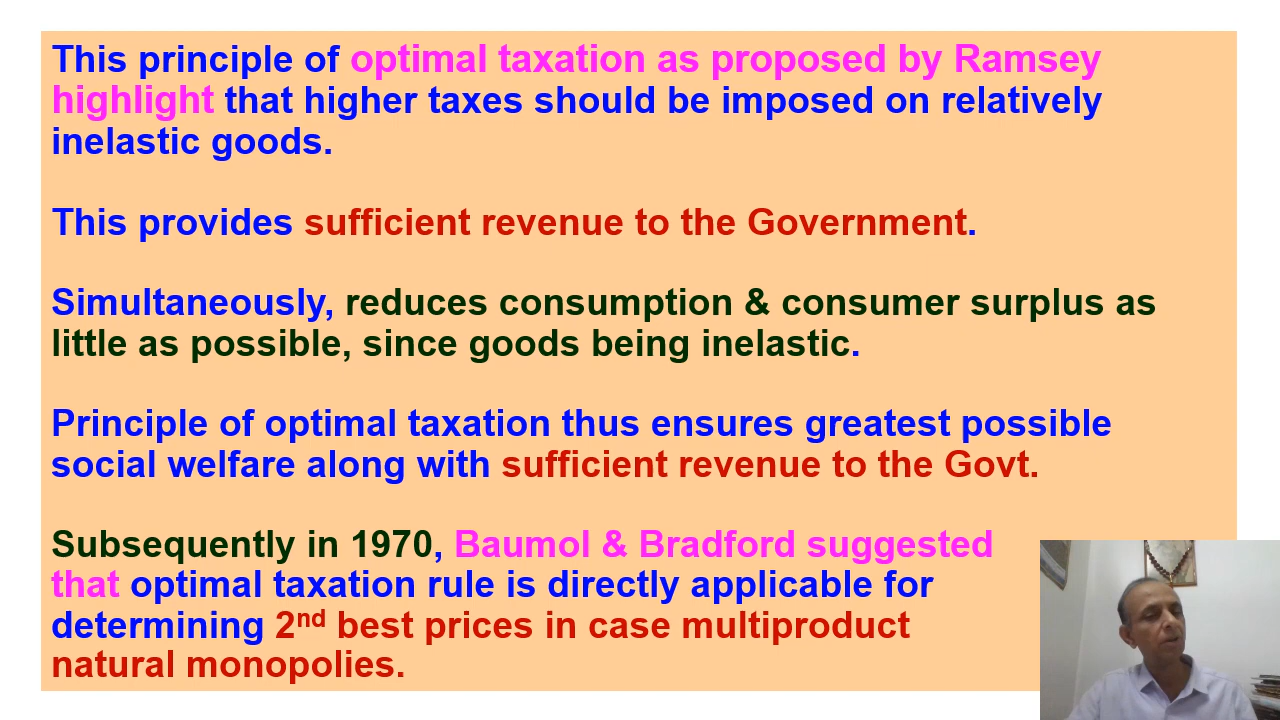 This principle of optimal taxation as proposed by Ramsey
highlight that higher taxes should be imposed on relatively
inelastic goods.
This provides sufficient revenue to the Government.
Simultaneously, reduces consumption & consumer surplus as
little as possible, since goods being inelastic.
Principle of optimal taxation thus ensures greatest possible
social welfare along with sufficient revenue to the Govt.
Subsequently in 1970, Baumol & Bradford suggested
that optimal taxation rule is directly applicable for
determining 2nd best prices in case multiproduct
natural monopolies.